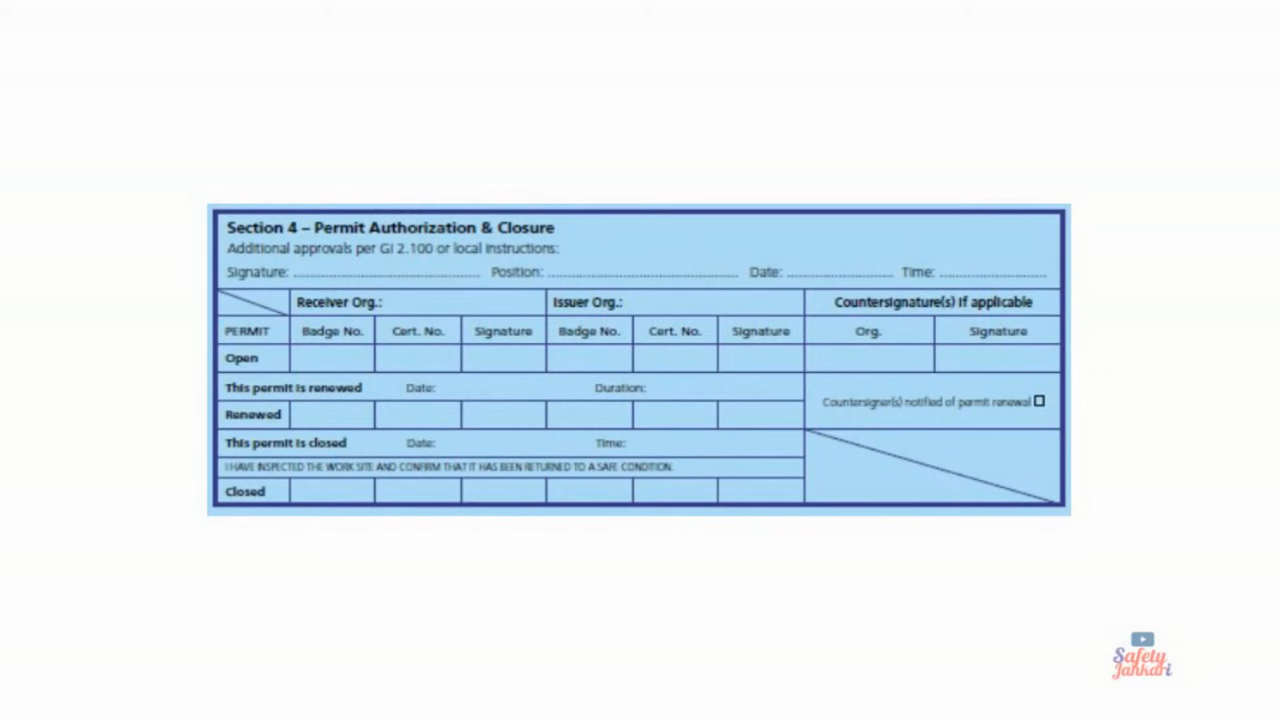 Section 4 – Permit Authorization & Closure
Additional approvals per GI 2.100 or local instructions:
Signature: Position: Date: Time:
Receiver Org.: Issuer Org.: Countersignature(s) if applicable
PERMIT Badge No. Cert. No. Signature Badge No. Cert. No. Signature Org. Signature
Open
This permit is renewed Date: Duration:
Countersigner(s) notified of permit renewal
Renewed
This permit is closed Date: Time:
I HAVE INSPECTED THE WORK SITE AND CONFIRM THAT IT HAS BEEN RETURNED TO A SAFE CONDITION.
Closed
Safety
Jankari